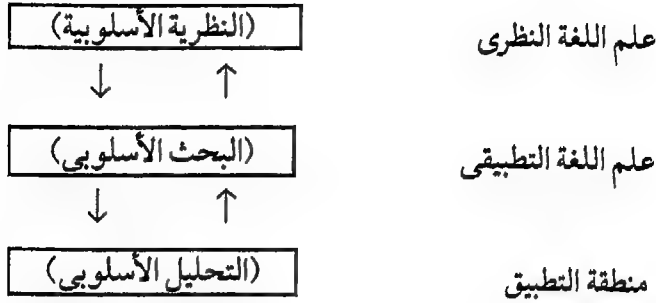 علم اللغة النظرى (النظرية الأسلوبية)
↓ ↑
علم اللغة التطبيقى (البحث الأسلوبى)
↓ ↑
منطقة التطبيق (التحليل الأسلوبى)